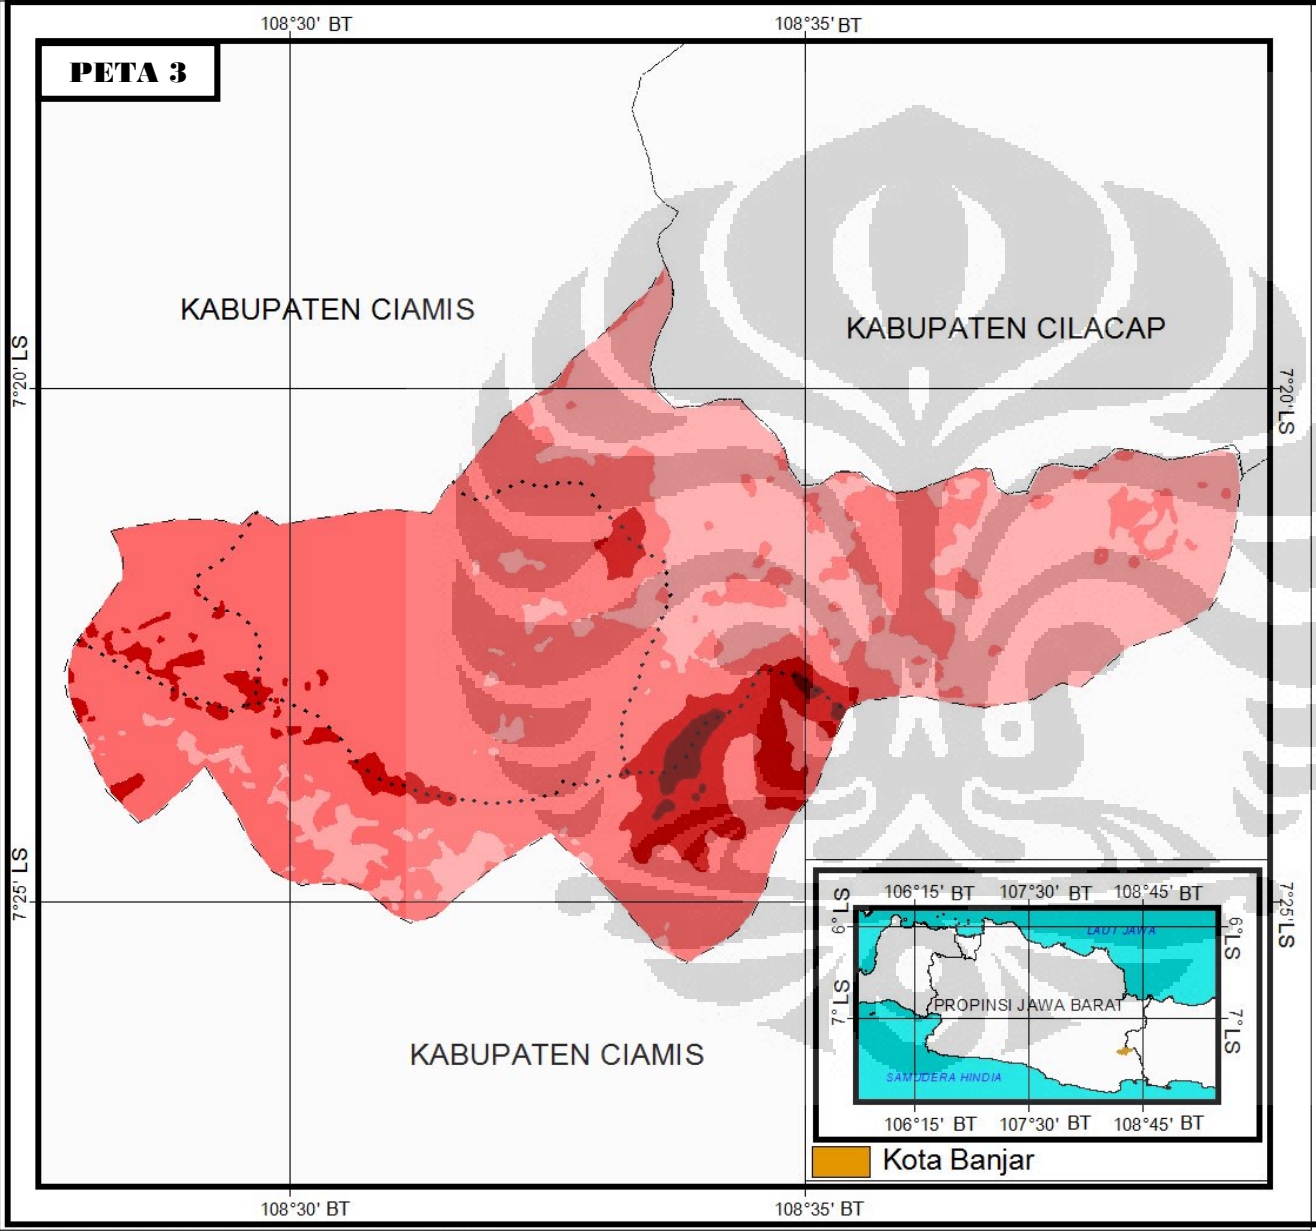 108°30' BT
108°35' BT
PETA 3
KABUPATEN CIAMIS
KABUPATEN CILACAP
7°20' LS
7°20' LS
7°25' LS
7°25' LS
KABUPATEN CIAMIS
106°15' BT
107°30' BT
108°45' BT
6° LS
6° LS
LAUT JAWA
PROPINSI JAWA BARAT
7° LS
7° LS
SAMUDERA HINDIA
106°15' BT
107°30' BT
108°45' BT
Kota Banjar
108°30' BT
108°35' BT